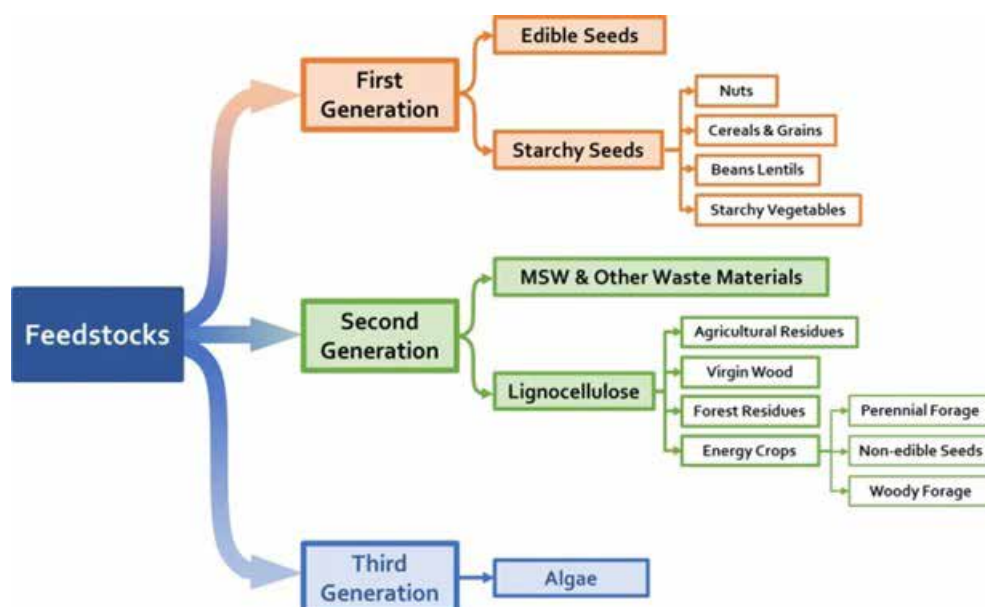 Feedstocks
First
Generation
Edible Seeds
Starchy Seeds
Nuts
Cereals & Grains
Beans Lentils
Starchy Vegetables
Second
Generation
MSW & Other Waste Materials
Lignocellulose
Agricultural Residues
Virgin Wood
Forest Residues
Energy Crops
Perennial Forage
Non-edible Seeds
Woody Forage
Third
Generation
Algae